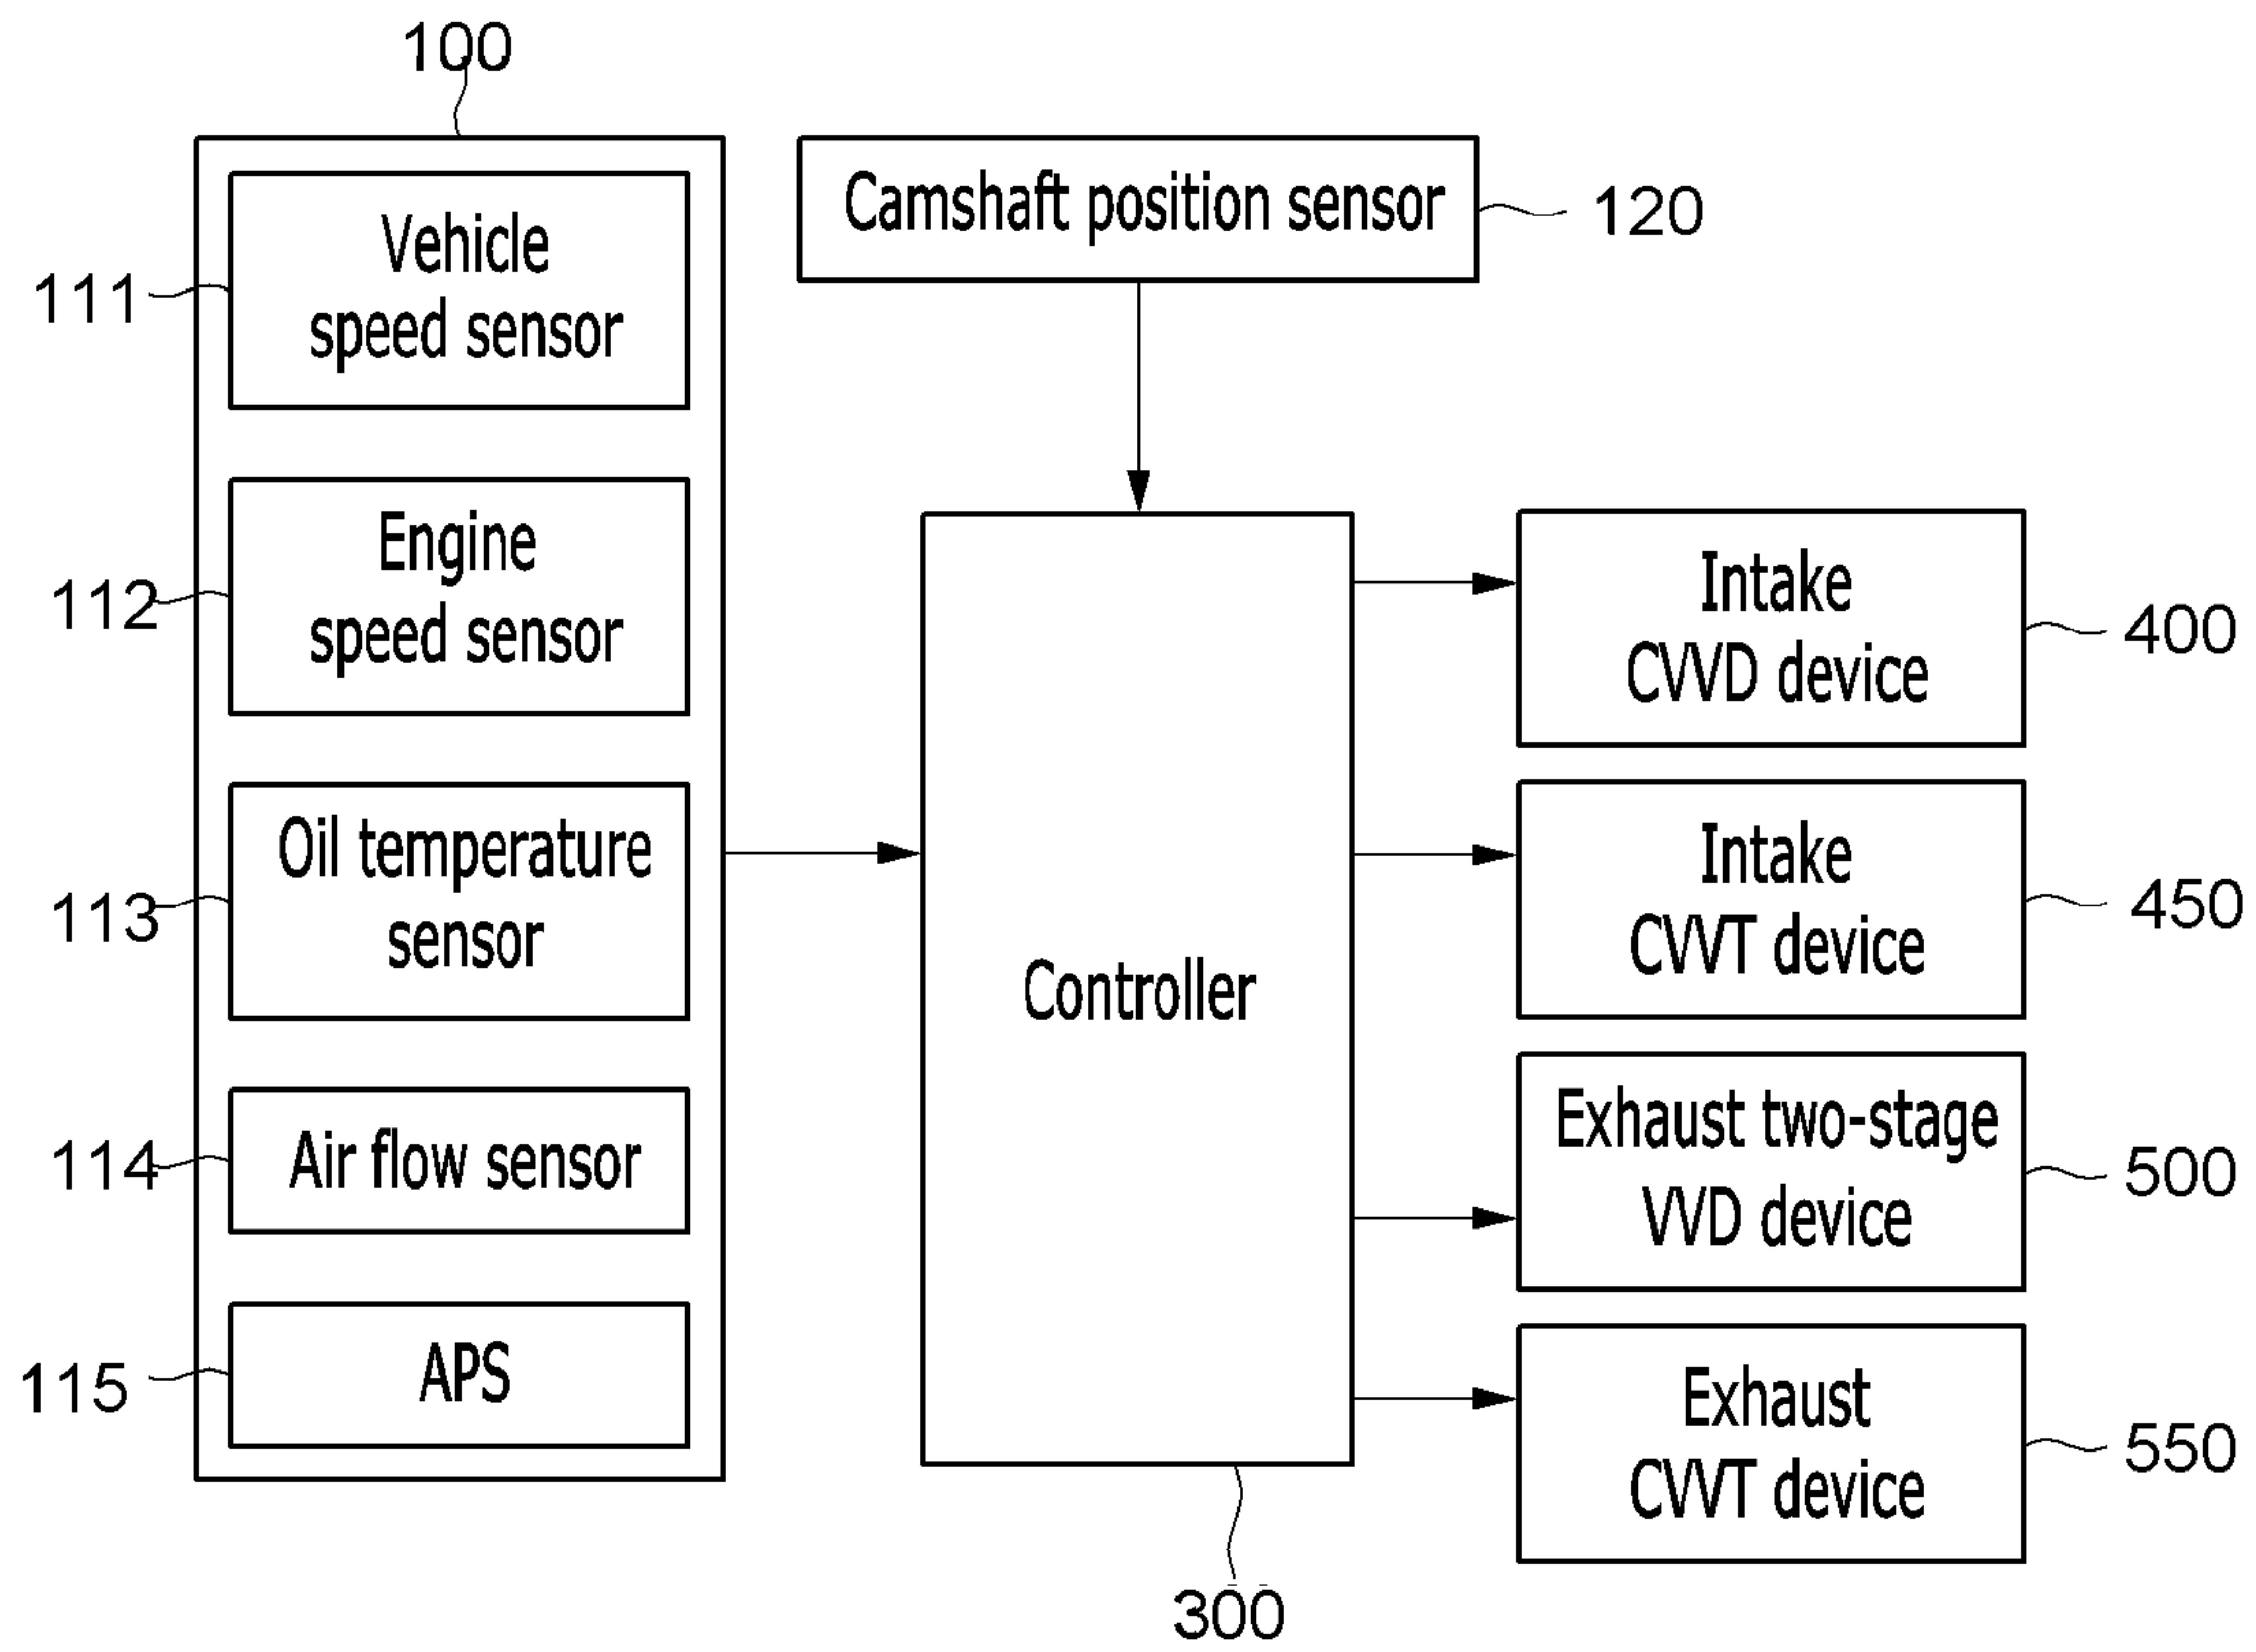 100
Vehicle
speed sensor
111
Engine
speed sensor
112
Oil temperature
sensor
113
Air flow sensor
114
APS
115
Camshaft position sensor
120
Controller
300
Intake
CVVD device
400
Intake
CVVT device
450
Exhaust two-stage
VVD device
500
Exhaust
CVVT device
550